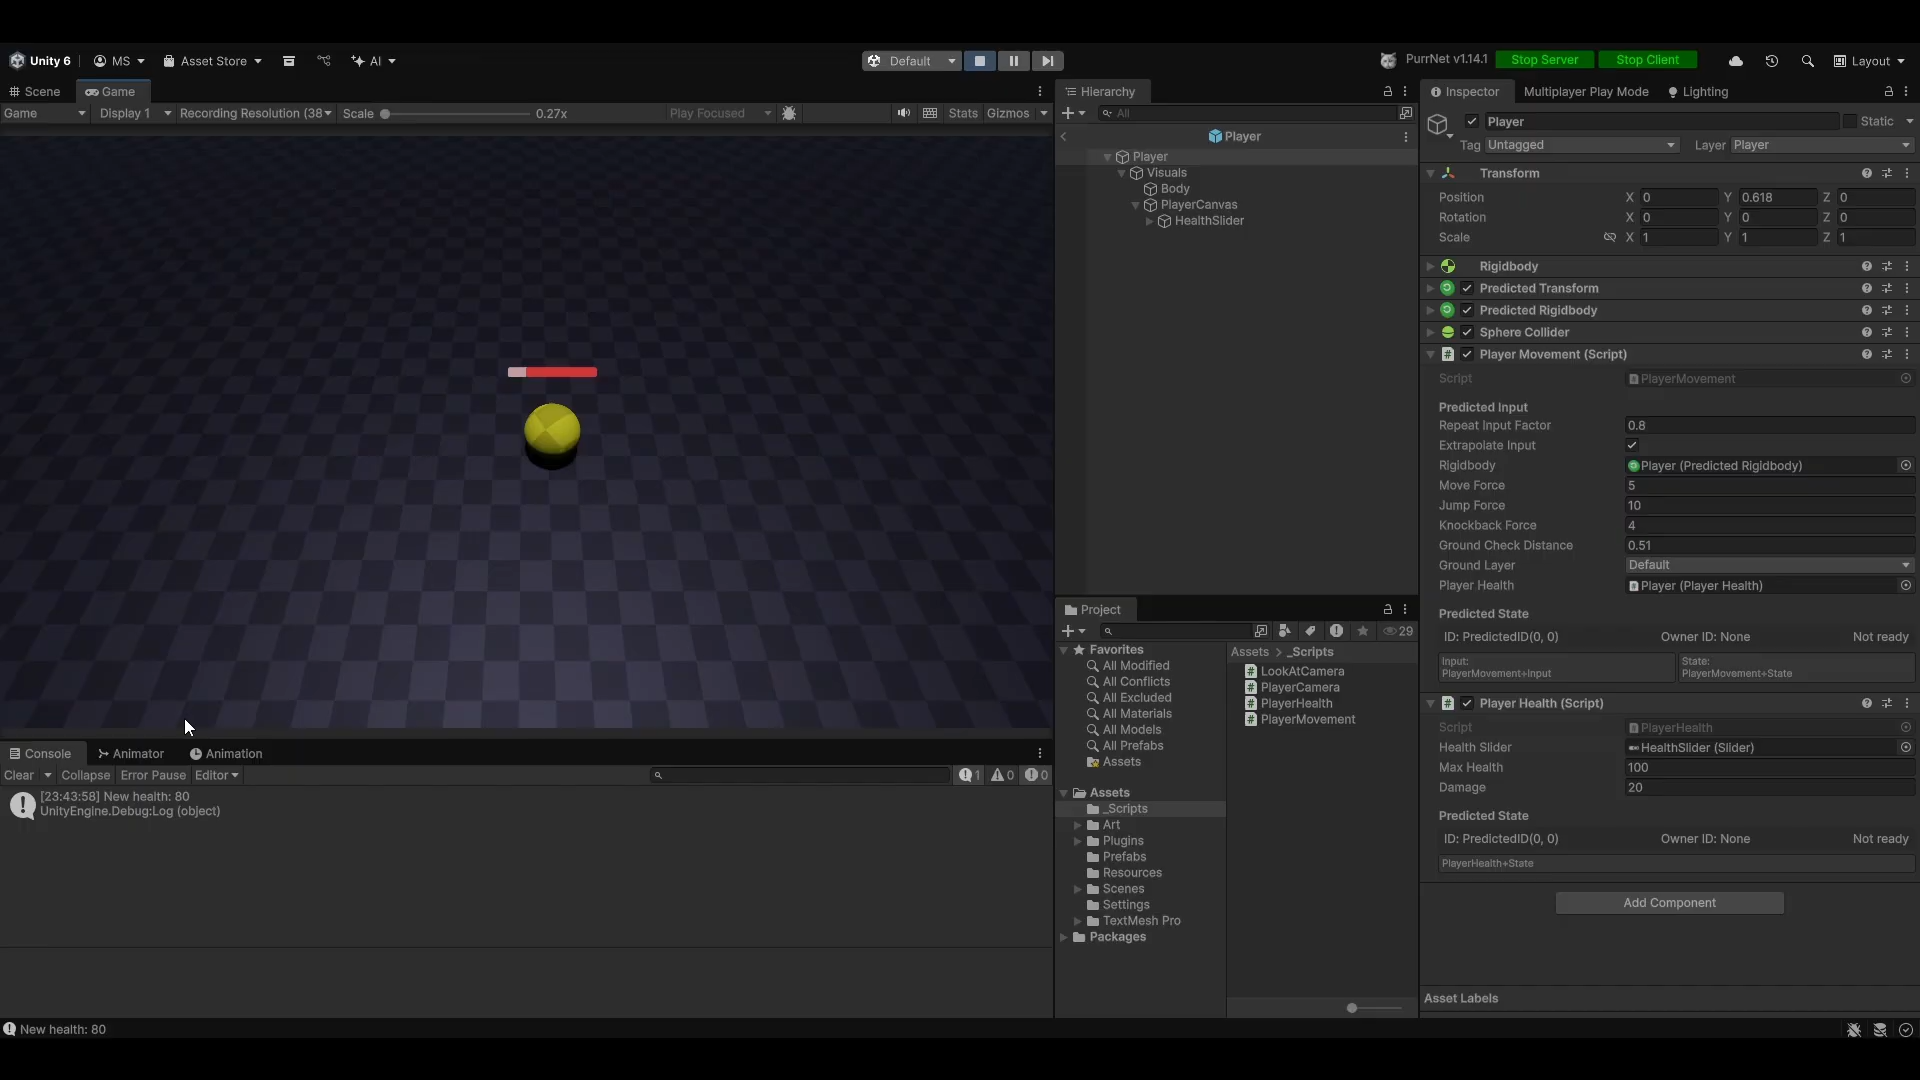 Unity 6
MS
Asset Store
AI
Default
PurrNet v1.14.1
Stop Server
Stop Client
Layout
Scene
Game
Game
Display 1
Recording Resolution (38
Scale
0.27x
Play Focused
Stats
Gizmos
Hierarchy
All
Player
Player
Visuals
Body
PlayerCanvas
HealthSlider
Inspector
Multiplayer Play Mode
Lighting
Player
Static
Tag
Untagged
Layer
Player
Transform
Position
X 0
Y 0.618
Z 0
Rotation
X 0
Y 0
Z 0
Scale
X 1
Y 1
Z 1
Rigidbody
Predicted Transform
Predicted Rigidbody
Sphere Collider
Player Movement (Script)
Script
PlayerMovement
Predicted Input
Repeat Input Factor
0.8
Extrapolate Input
Rigidbody
Player (Predicted Rigidbody)
Move Force
5
Jump Force
10
Knockback Force
4
Ground Check Distance
0.51
Ground Layer
Default
Player Health
Player (Player Health)
Predicted State
ID: PredictedID(0, 0)
Owner ID: None
Not ready
Input:
PlayerMovement+Input
State:
PlayerMovement+State
Player Health (Script)
Script
PlayerHealth
Health Slider
HealthSlider (Slider)
Max Health
100
Damage
20
Predicted State
ID: PredictedID(0, 0)
Owner ID: None
Not ready
PlayerHealth+State
Add Component
Asset Labels
Project
29
Favorites
All Modified
All Conflicts
All Excluded
All Materials
All Models
All Prefabs
Assets
Assets
_Scripts
Art
Plugins
Prefabs
Resources
Scenes
Settings
TextMesh Pro
Packages
Assets > _Scripts
LookAtCamera
PlayerCamera
PlayerHealth
PlayerMovement
Console
Animator
Animation
Clear
Collapse
Error Pause
Editor
1
0
0
[23:43:58] New health: 80
UnityEngine.Debug:Log (object)
New health: 80